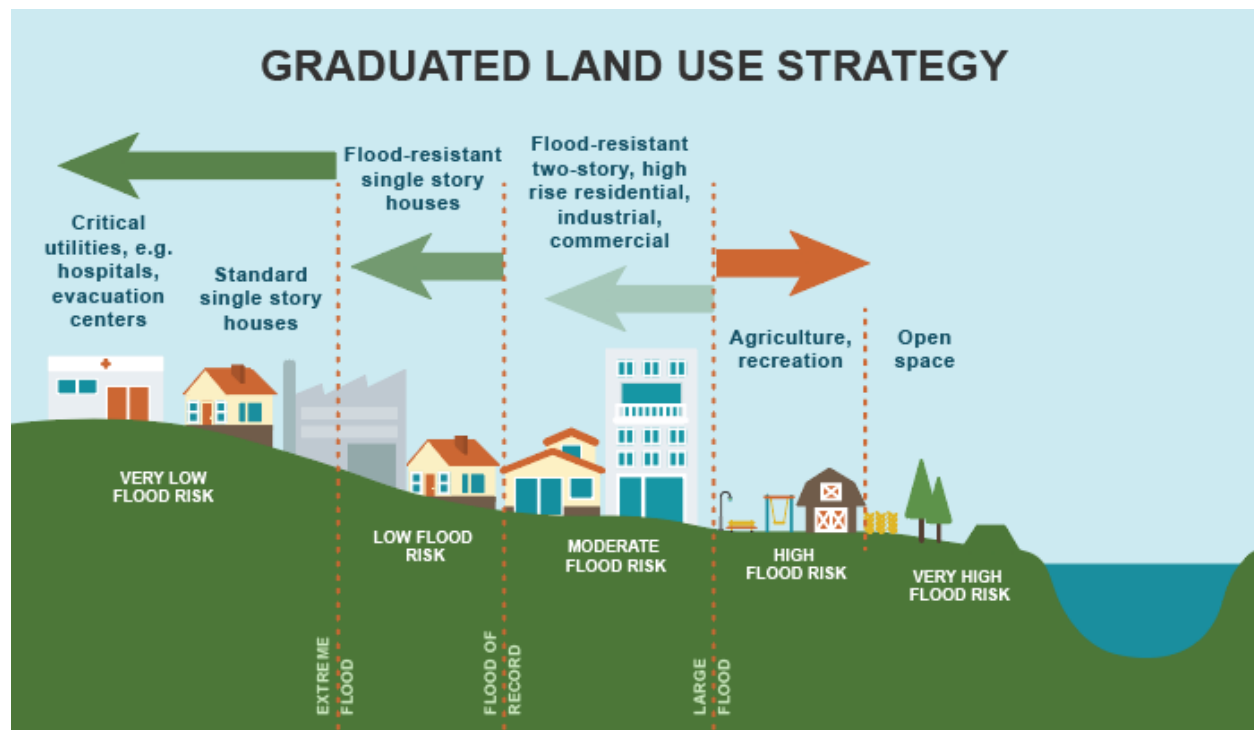 GRADUATED LAND USE STRATEGY
Critical
utilities, e.g.
hospitals,
evacuation
centers
Standard
single story
houses
Flood-resistant
single story
houses
Flood-resistant
two-story, high
rise residential,
industrial,
commercial
Agriculture,
recreation
Open
space
VERY LOW
FLOOD RISK
LOW FLOOD
RISK
MODERATE
FLOOD RISK
HIGH
FLOOD RISK
VERY HIGH
FLOOD RISK
EXTREME
FLOOD
FLOOD OF
RECORD
LARGE
FLOOD